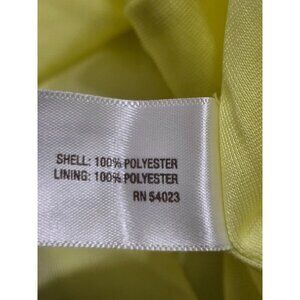 SHELL: 100% POLYESTER
LINING: 100% POLYESTER
RN 54023